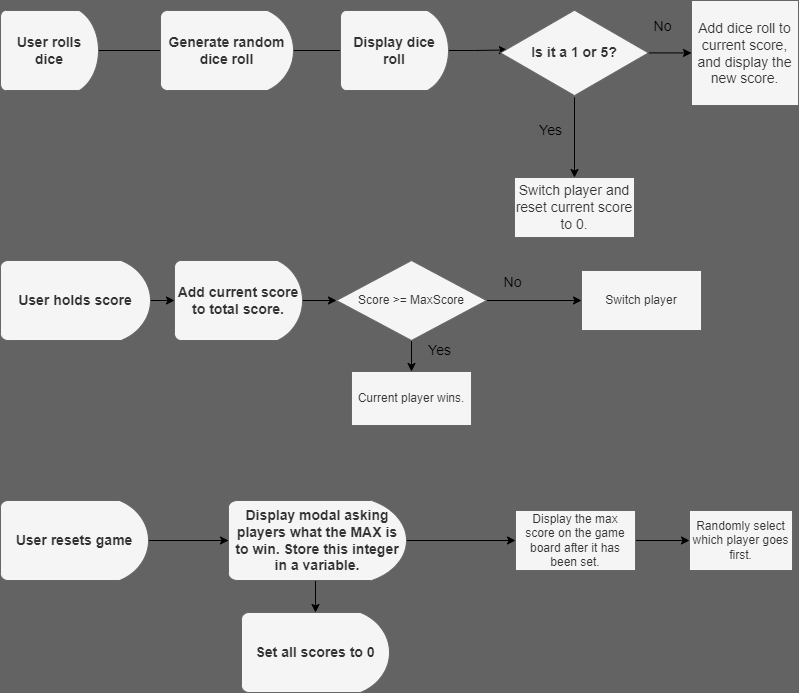 User rolls
dice
Generate random
dice roll
Display dice
roll
Is it a 1 or 5?
No
Add dice roll to
current score,
and display the
new score.
Yes
Switch player and
reset current score
to 0.
User holds score
Add current score
to total score.
Score >= MaxScore
No
Switch player
Yes
Current player wins.
User resets game
Display modal asking
players what the MAX is
to win. Store this integer
in a variable.
Display the max
score on the game
board after it has
been set.
Randomly select
which player goes
first.
Set all scores to 0